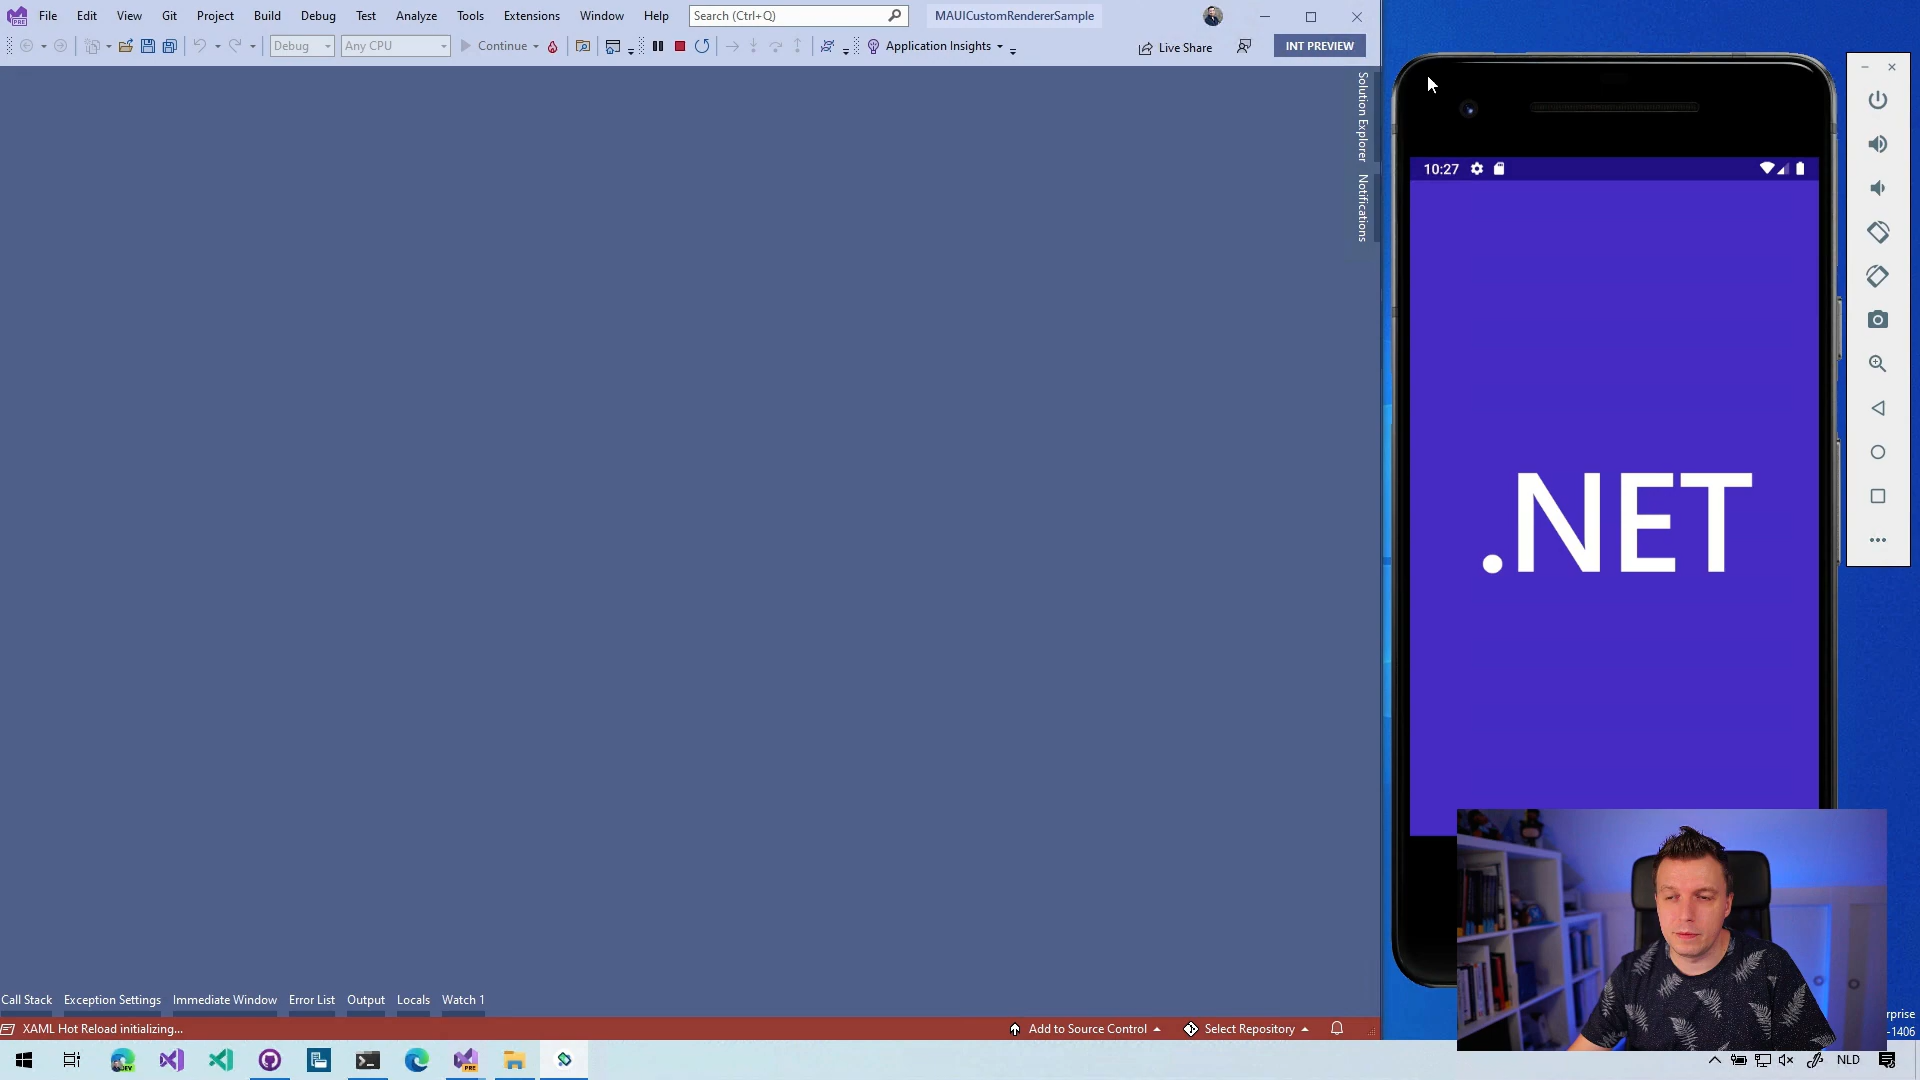 File Edit View Git Project Build Debug Test Analyze Tools Extensions Window Help Search (Ctrl+Q) MAUICustomRendererSample
Debug Any CPU Continue Application Insights Live Share INT PREVIEW
Solution Explorer
Notifications
10:27
.NET
Call Stack Exception Settings Immediate Window Error List Output Locals Watch 1
XAML Hot Reload initializing... Add to Source Control Select Repository
rprise
-1406
NLD